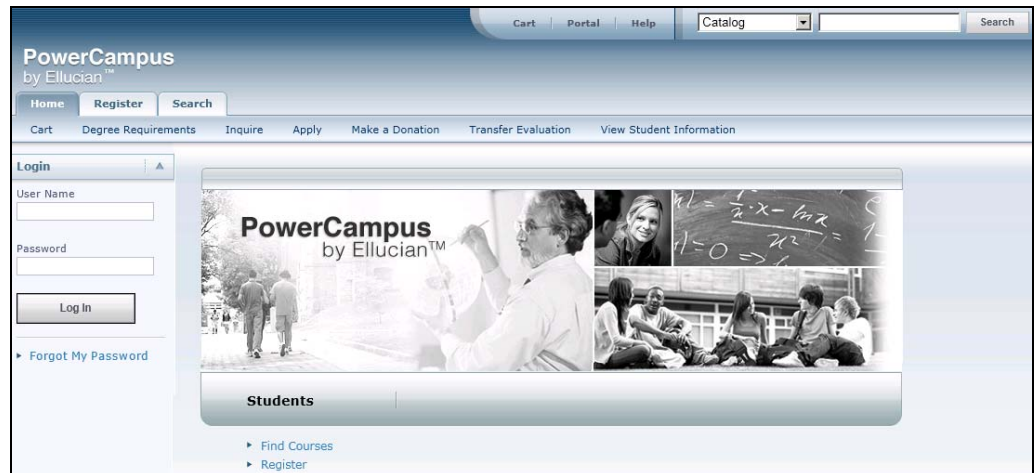 Cart Portal Help Catalog Search
PowerCampus
by Ellucian™
Home Register Search
Cart Degree Requirements Inquire Apply Make a Donation Transfer Evaluation View Student Information
Login
User Name
Password
Log In
Forgot My Password
PowerCampus
by Ellucian™
Students
Find Courses
Register